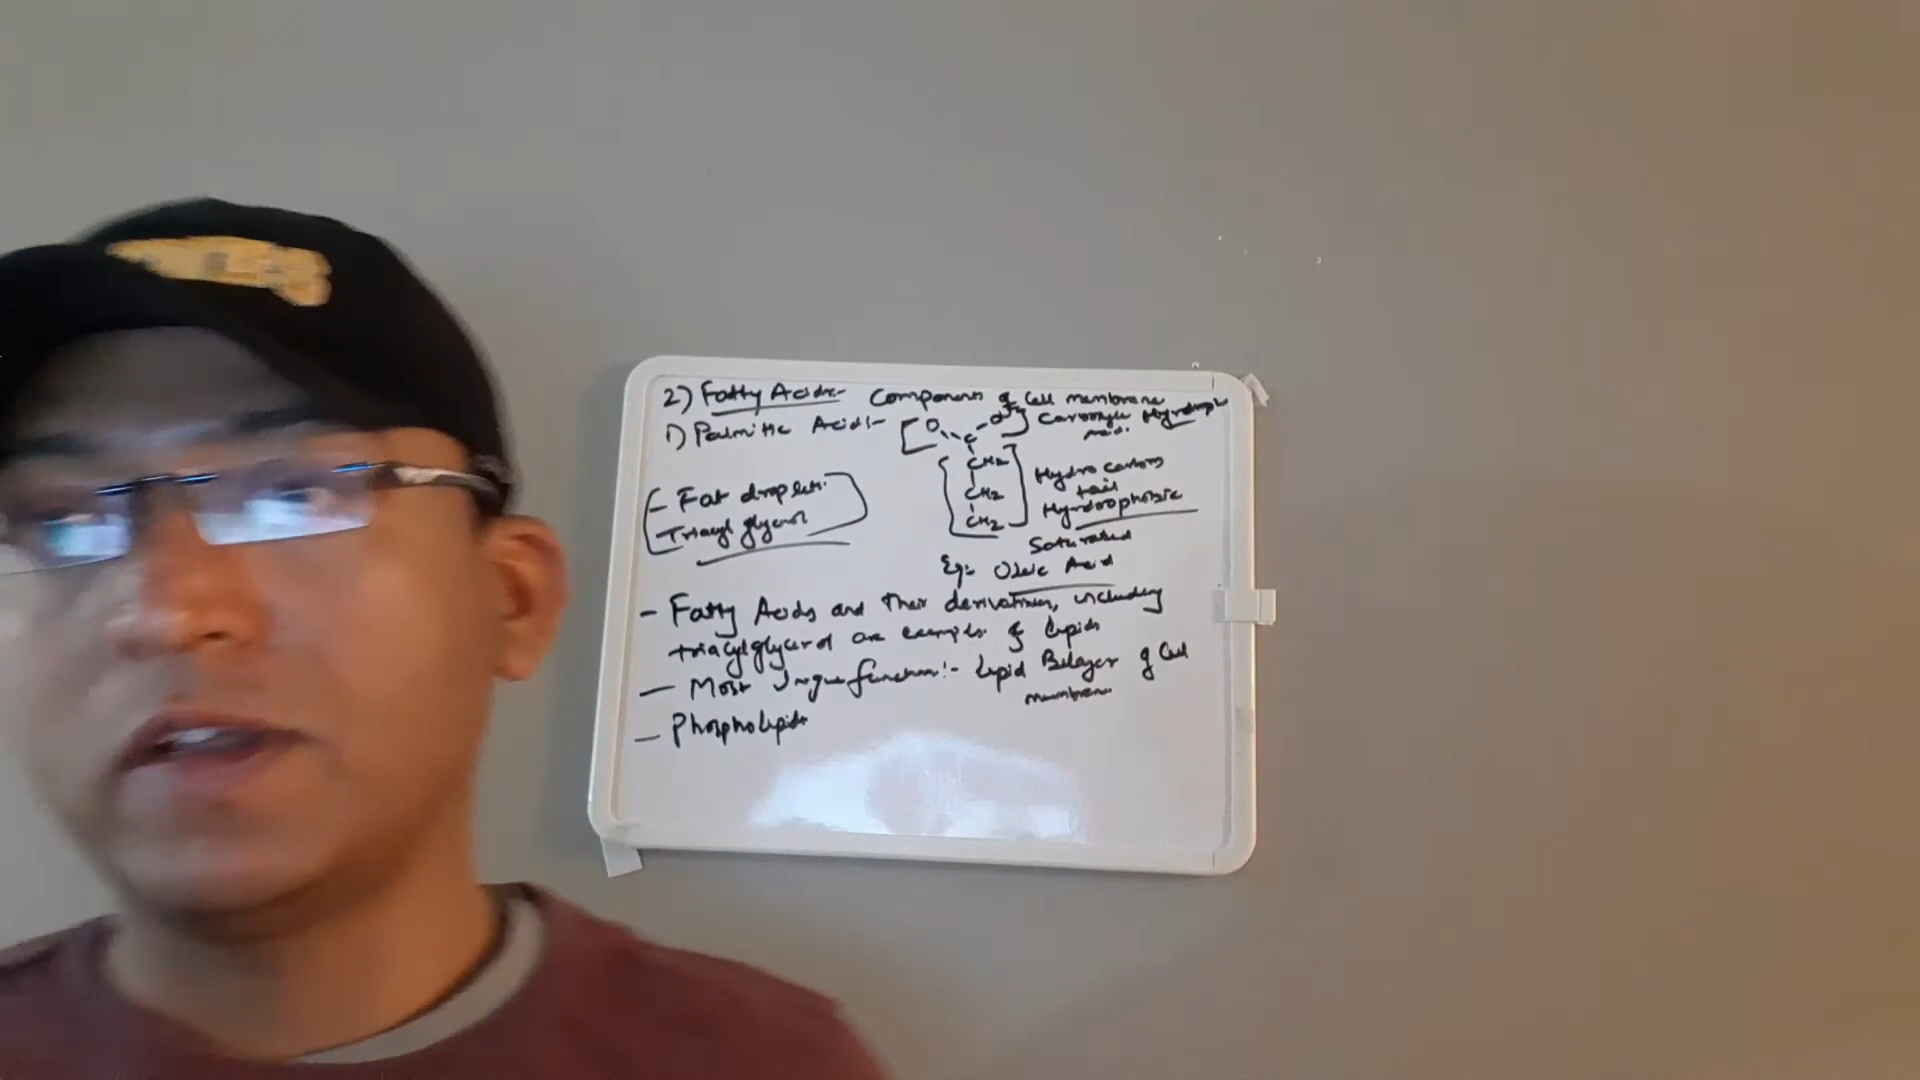 2) Fatty Acids:- Components of Cell membrane
1) Palmitic Acid:-
O O
C
Carboxylic Hydrophilic
Acid.
CH2
CH2
CH2
Hydrocarbon
tail
Hydrophobic
- Fat droplets:
- Triacyl glycerol
Saturated
Eg:- Oleic Acid
- Fatty Acids and their derivatives, including
triacylglycerol are examples of lipids
- Most unique function:- Lipid Bilayer of Cell
membrane
- Phospholipids